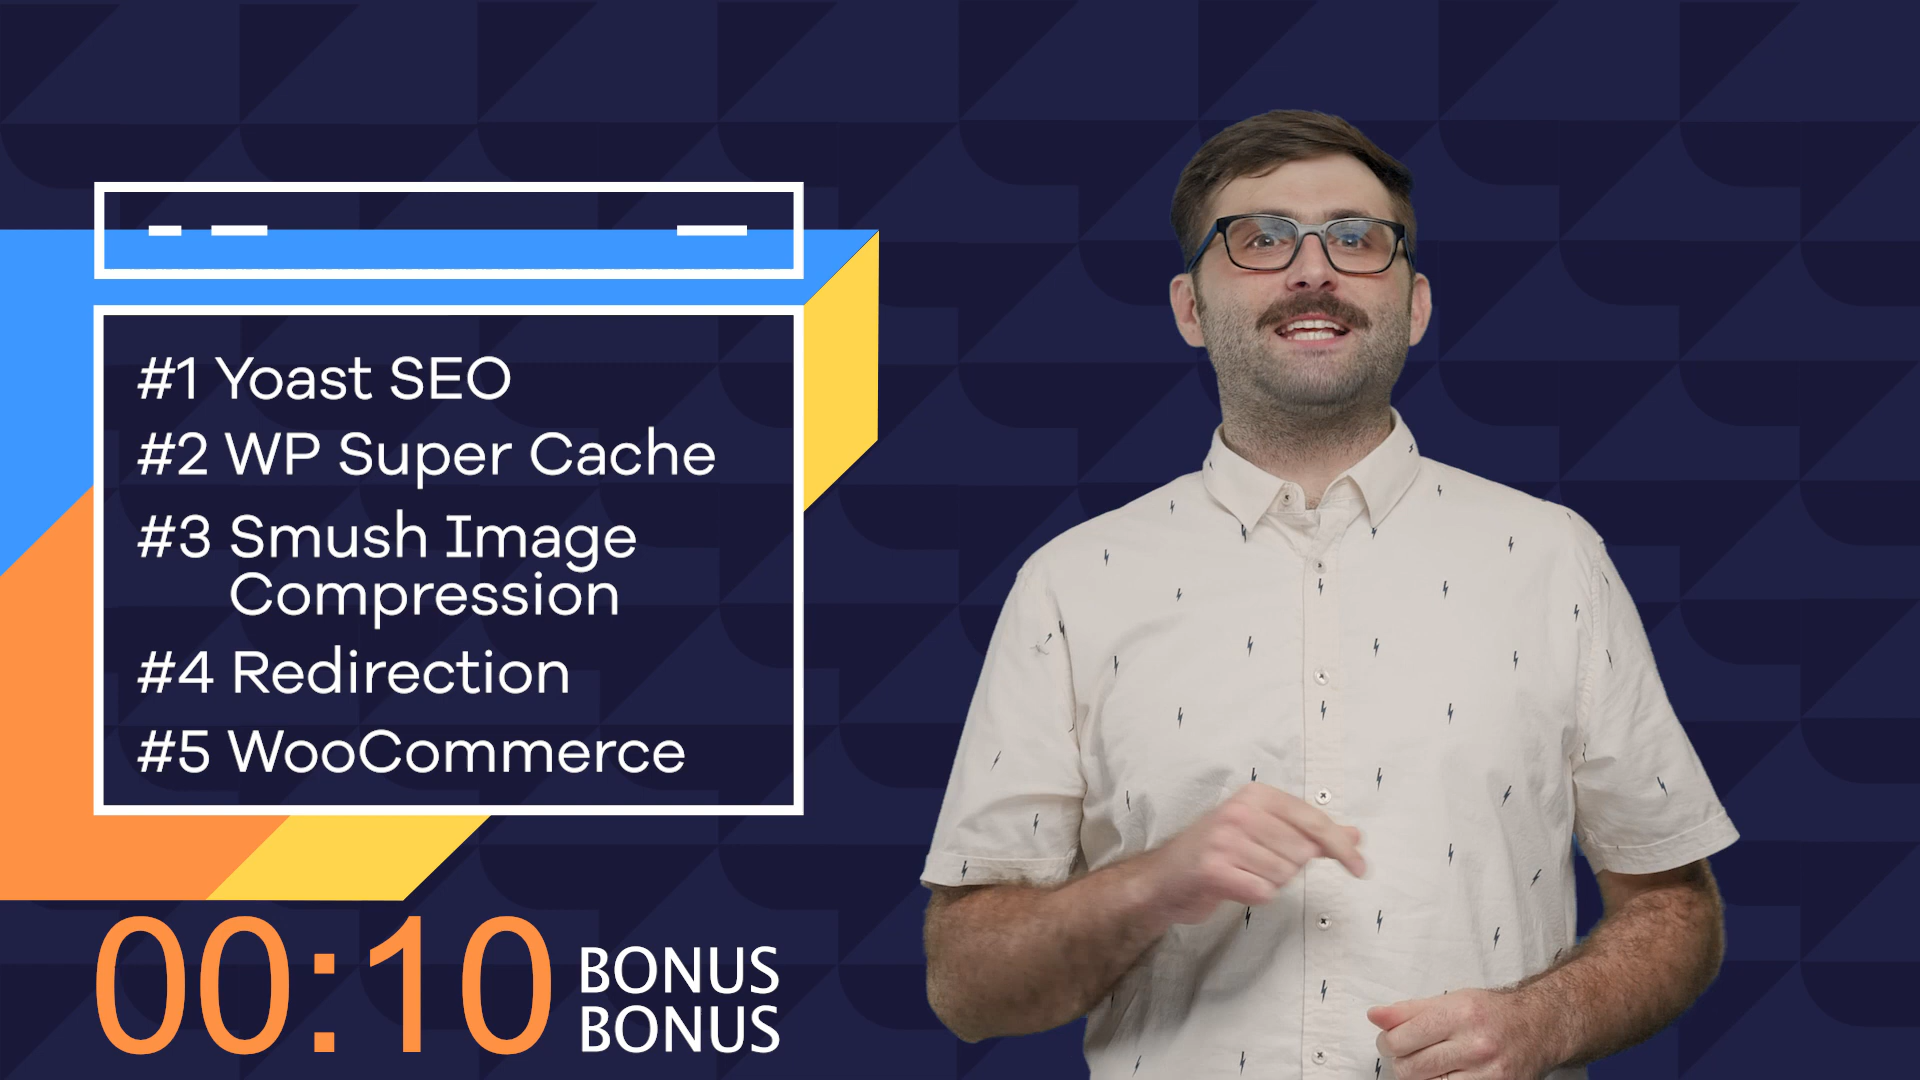 #1 Yoast SEO
#2 WP Super Cache
#3 Smush Image
Compression
#4 Redirection
#5 WooCommerce
00:10
BONUS
BONUS